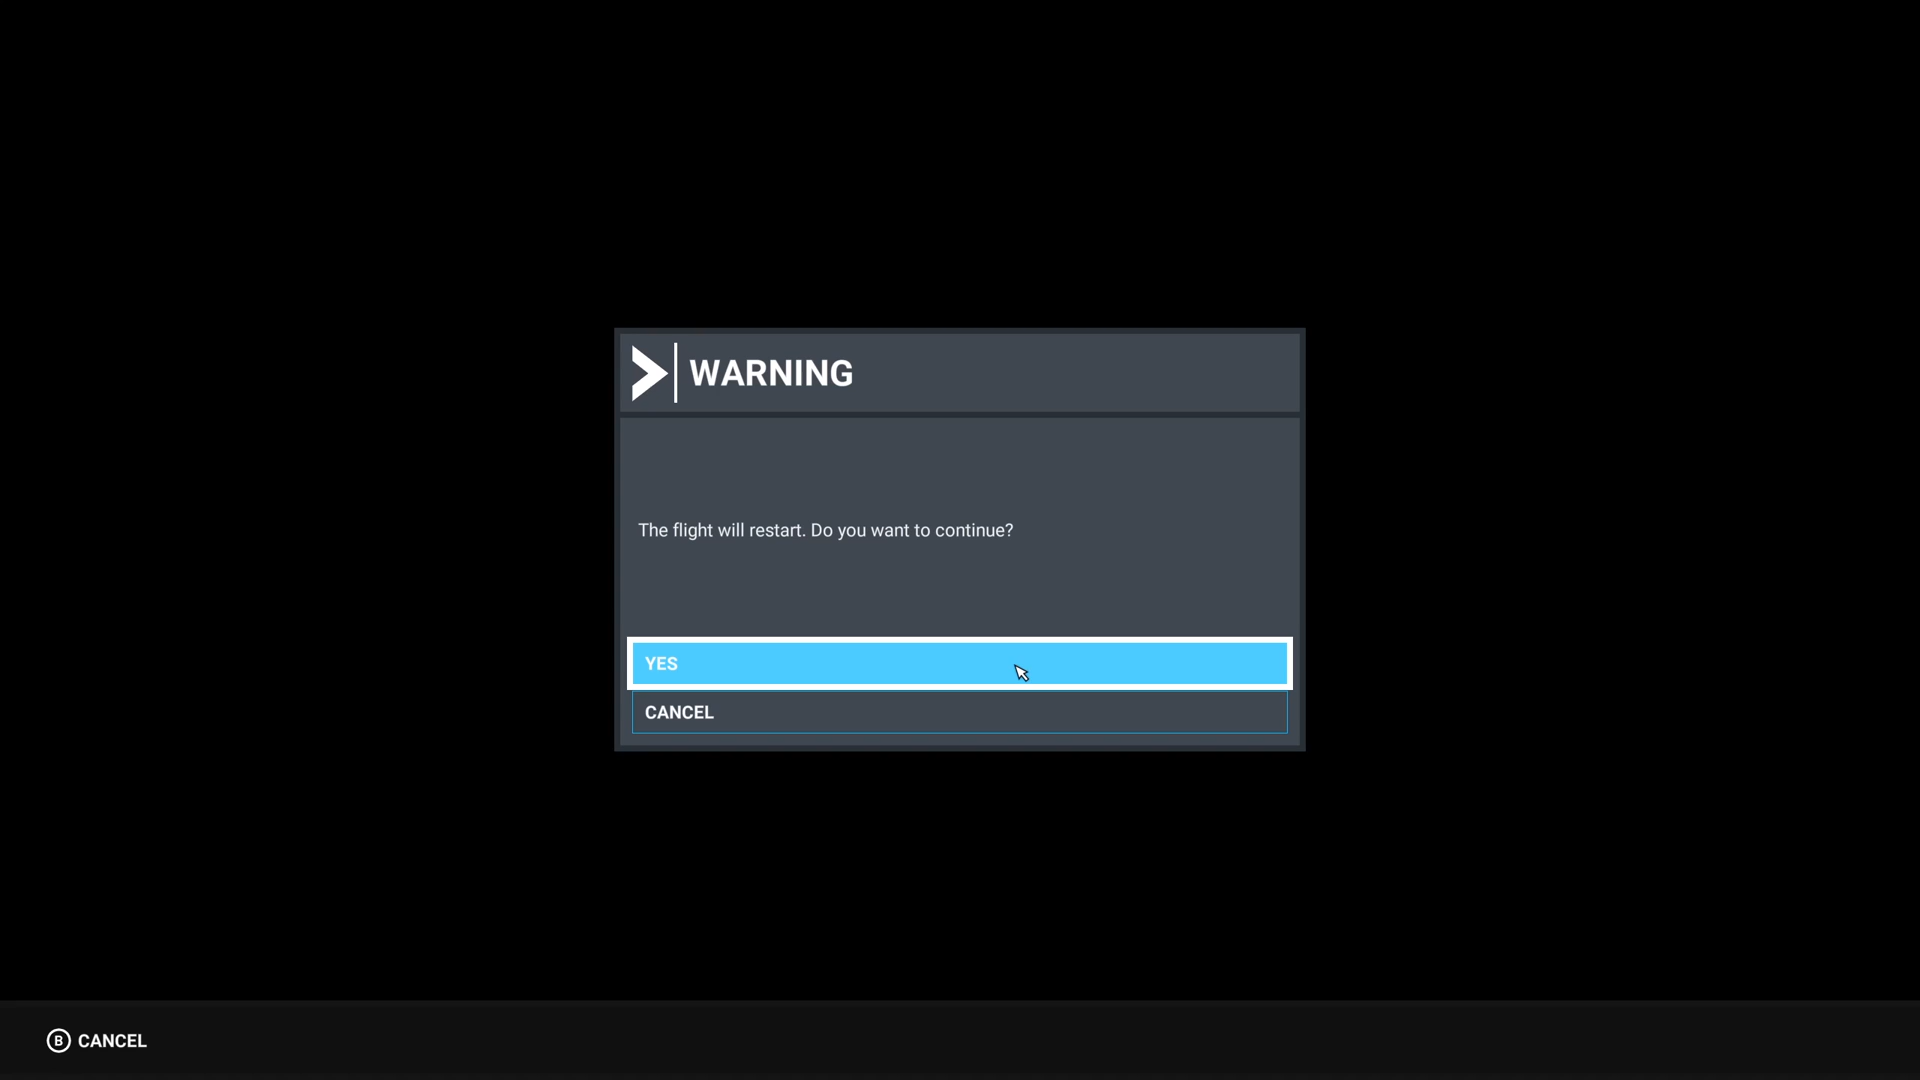 WARNING
The flight will restart. Do you want to continue?
YES
CANCEL
B CANCEL